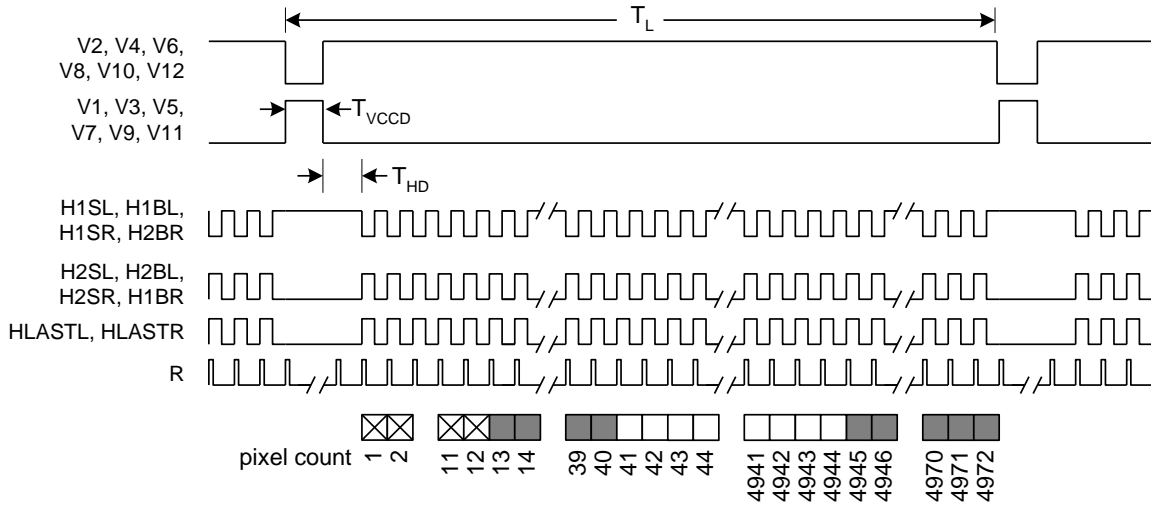 T_L
V2, V4, V6,
V8, V10, V12
V1, V3, V5,
V7, V9, V11
T_VCCD
T_HD
H1SL, H1BL,
H1SR, H2BR
H2SL, H2BL,
H2SR, H1BR
HLASTL, HLASTR
R
pixel count 1 2 11 12 13 14 39 40 41 42 43 44 4941 4942 4943 4944 4945 4946 4970 4971 4972